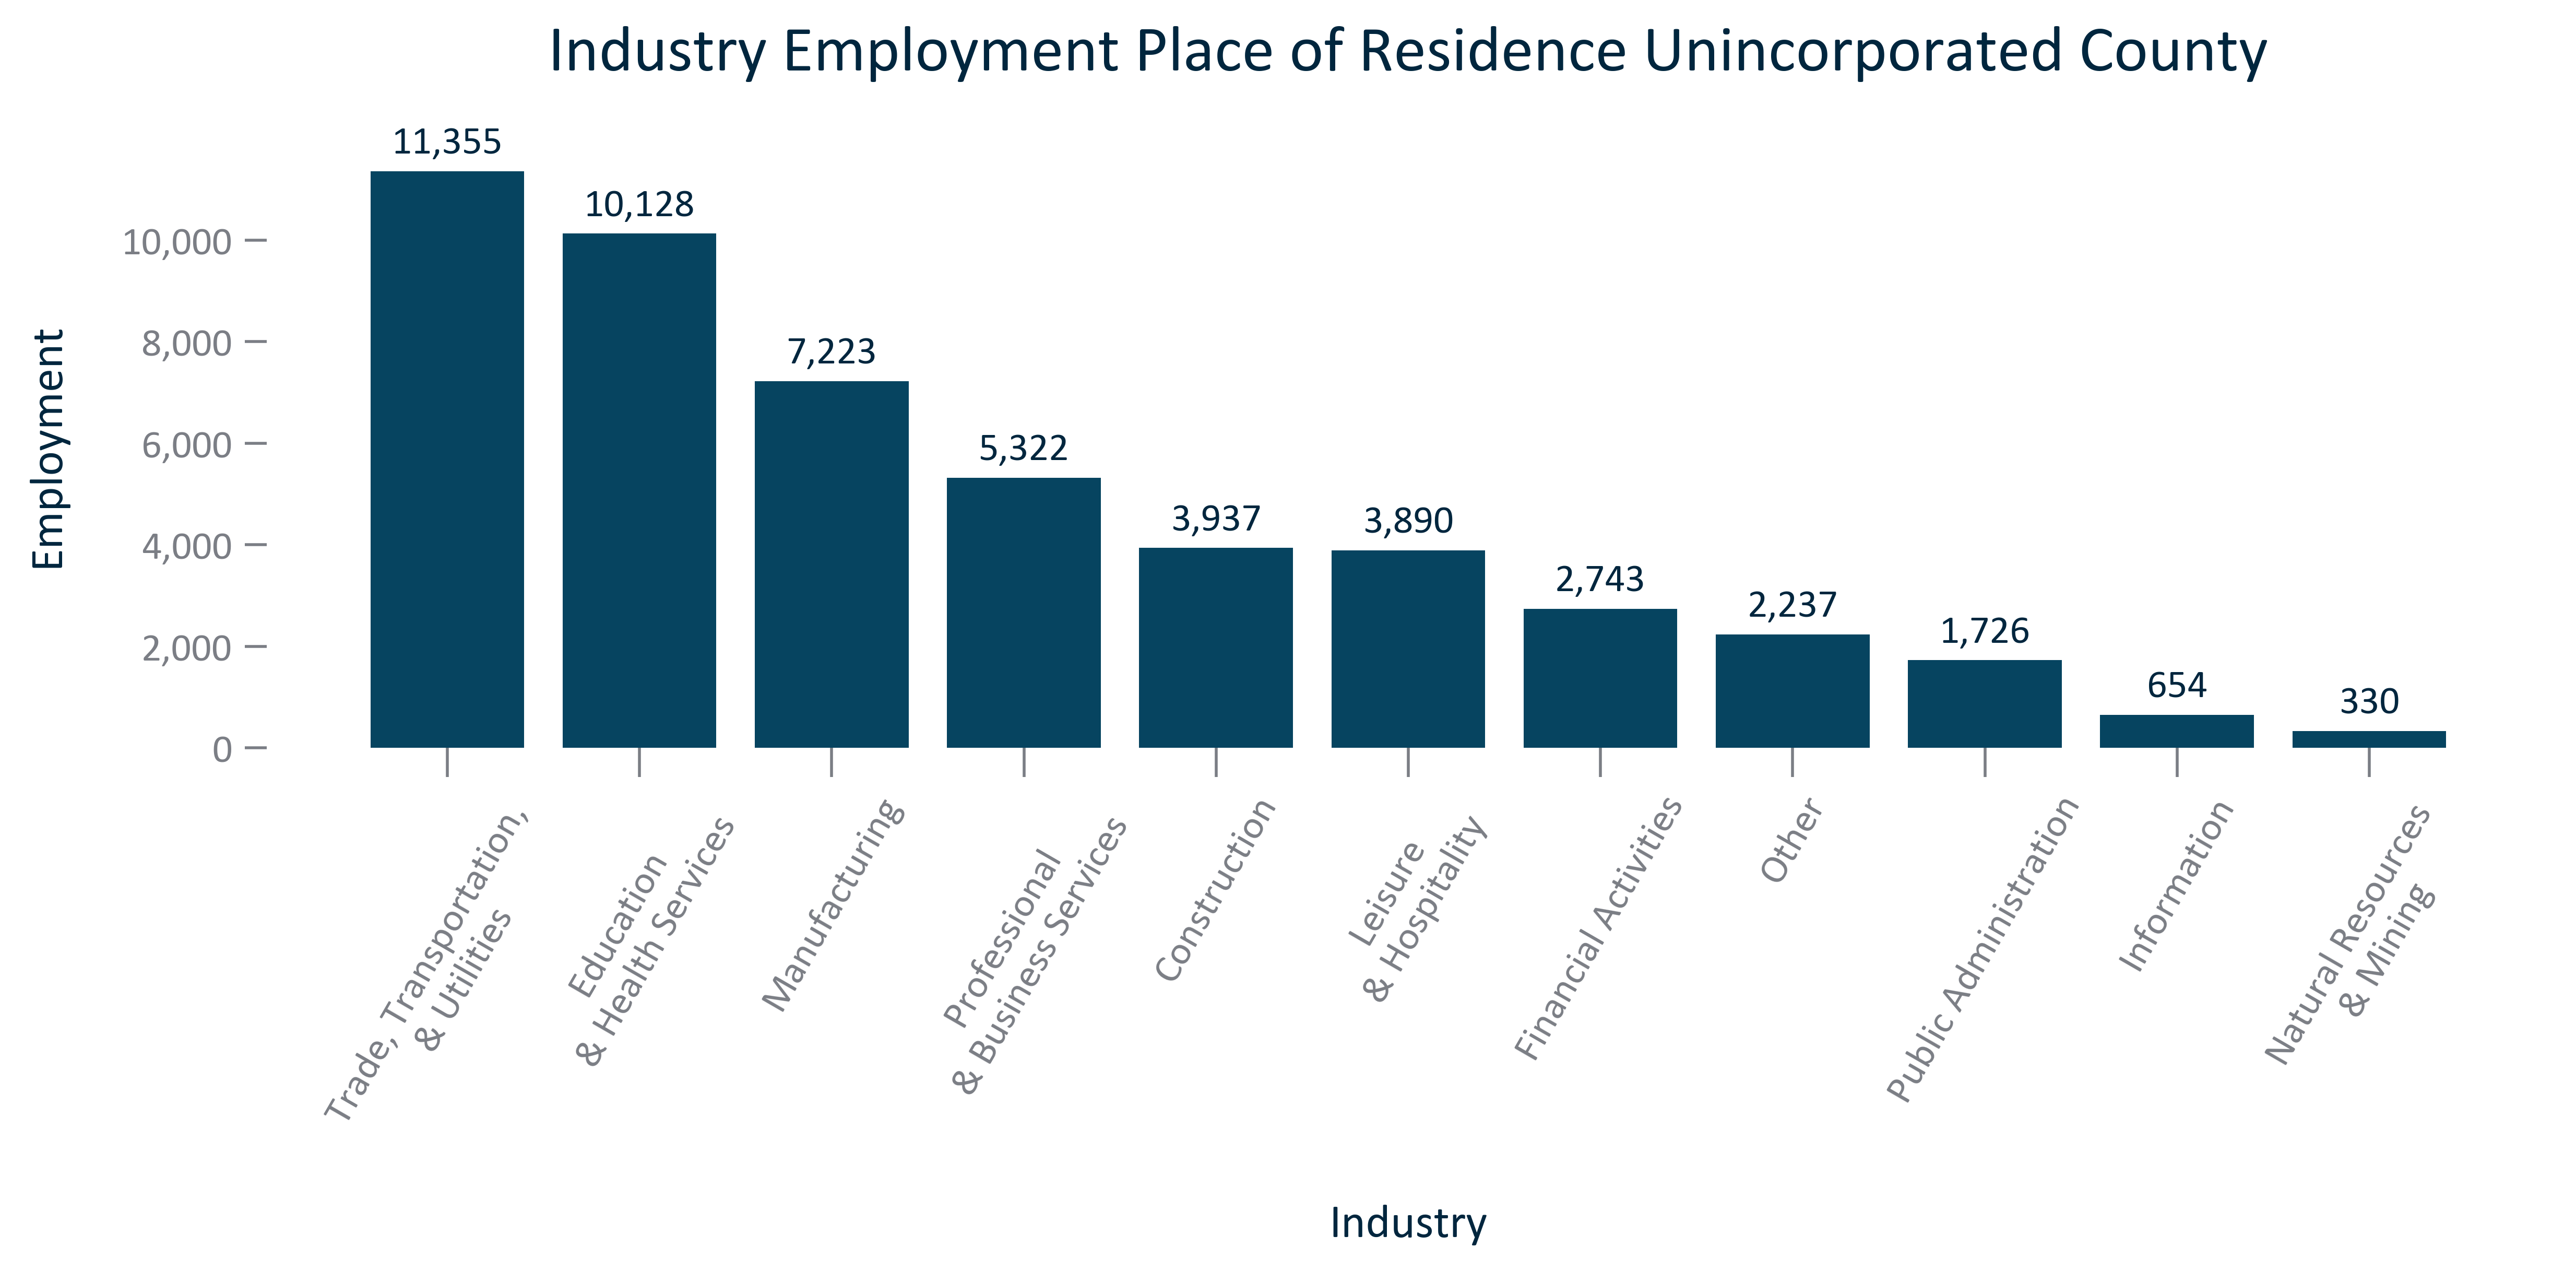 Industry Employment Place of Residence Unincorporated County
Employment
10,000
8,000
6,000
4,000
2,000
0
11,355
10,128
7,223
5,322
3,937
3,890
2,743
2,237
1,726
654
330
Trade, Transportation,
& Utilities
Education
& Health Services
Manufacturing
Professional
& Business Services
Construction
Leisure
& Hospitality
Financial Activities
Other
Public Administration
Information
Natural Resources
& Mining
Industry